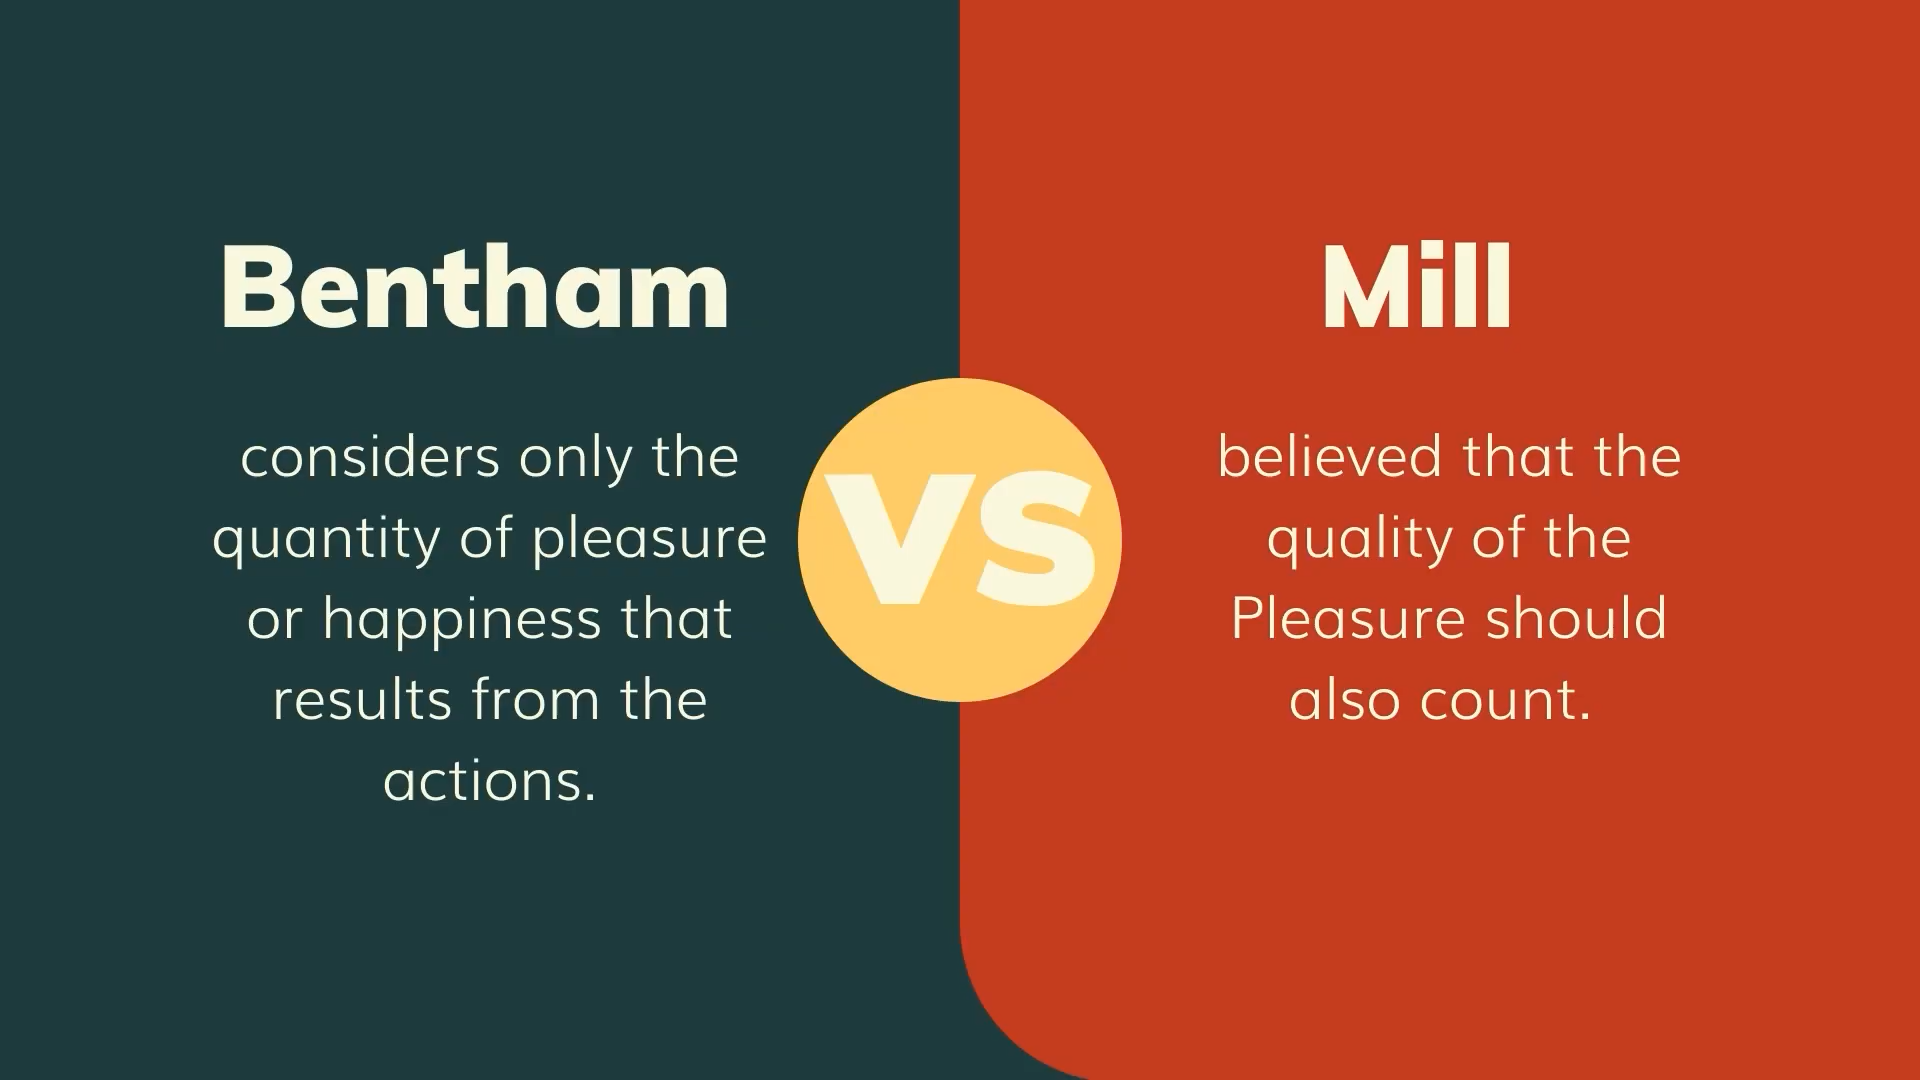 Bentham
considers only the
quantity of pleasure
or happiness that
results from the
actions.
VS
Mill
believed that the
quality of the
Pleasure should
also count.